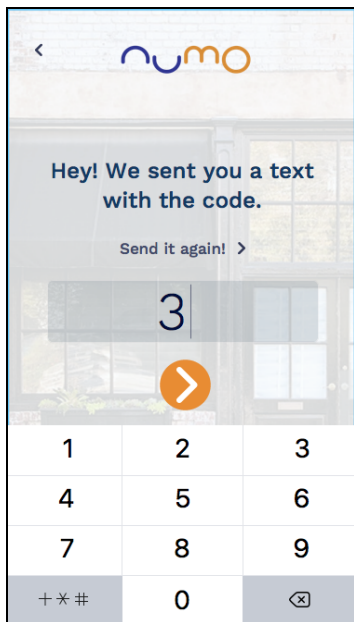 numo
Hey! We sent you a text
with the code.
Send it again!
3
1 2 3
4 5 6
7 8 9
+*# 0